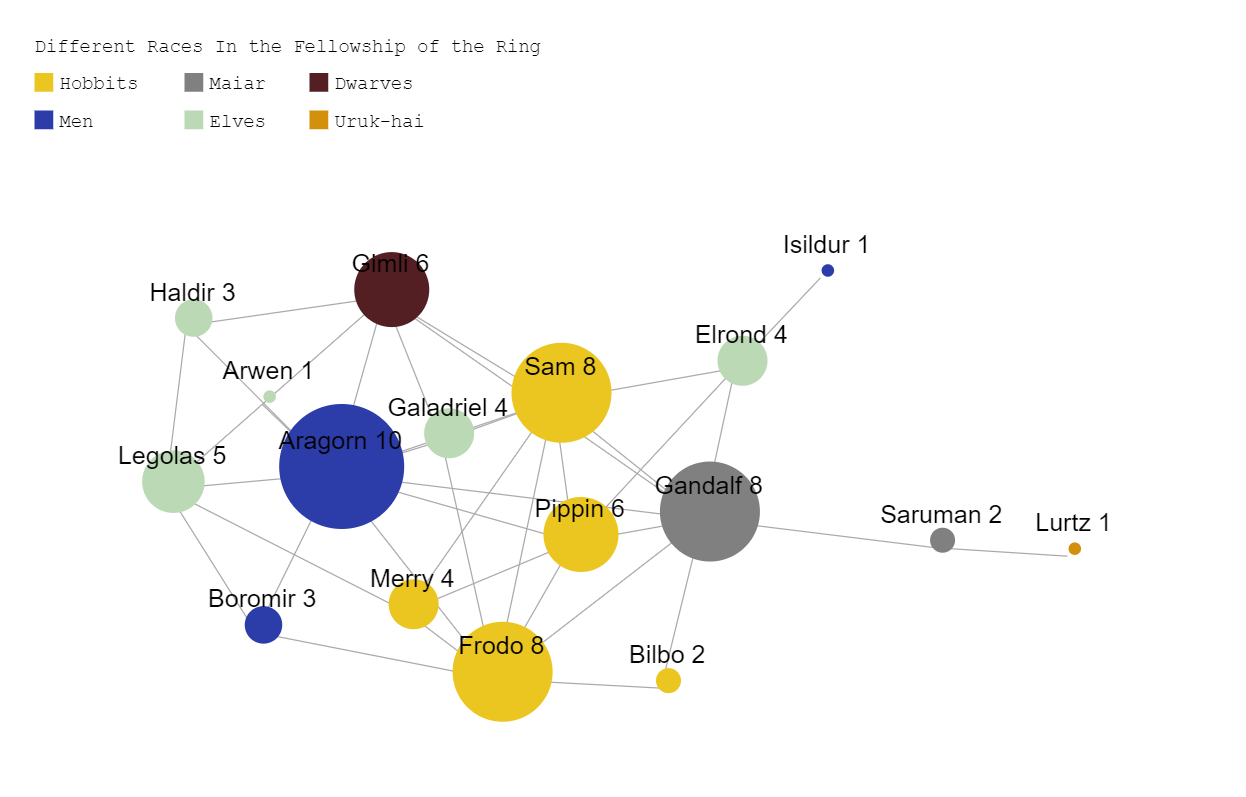 Different Races In the Fellowship of the Ring
Hobbits Maiar Dwarves
Men Elves Uruk-hai
Isildur 1
Gimli 6
Haldir 3
Elrond 4
Arwen 1
Sam 8
Galadriel 4
Aragorn 10
Legolas 5
Gandalf 8
Pippin 6
Saruman 2
Lurtz 1
Merry 4
Boromir 3
Frodo 8
Bilbo 2